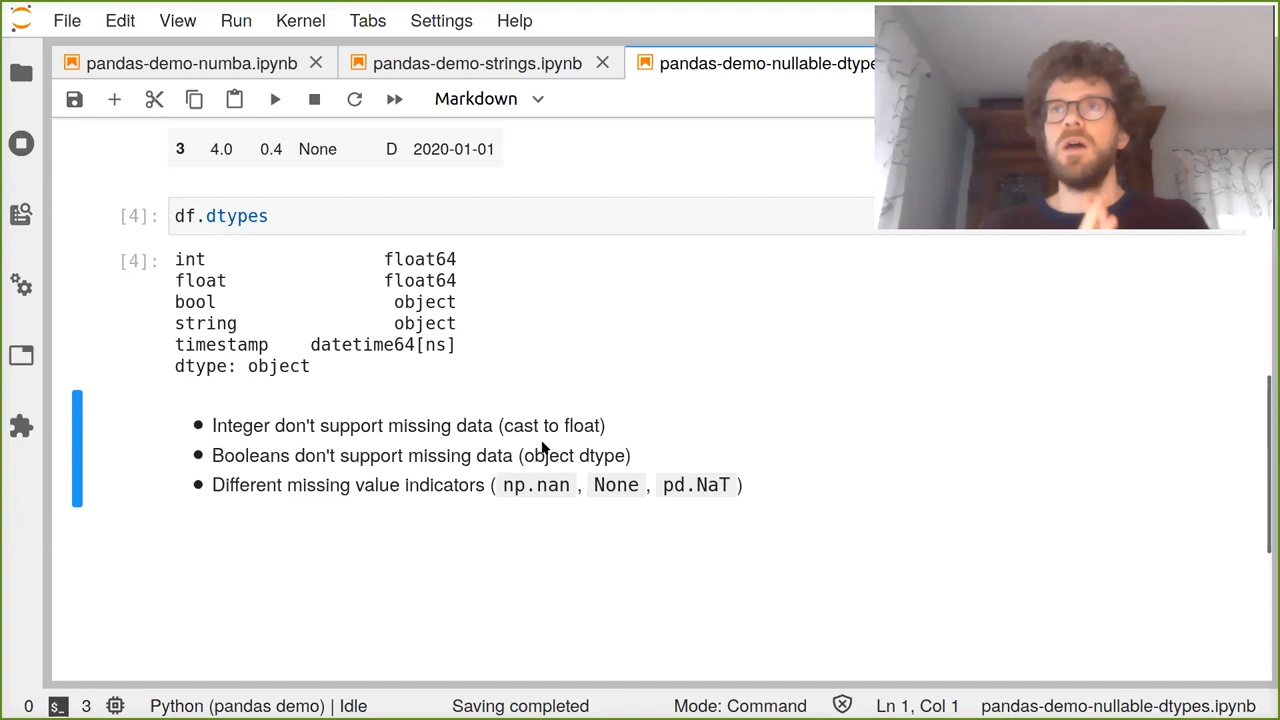 File Edit View Run Kernel Tabs Settings Help
pandas-demo-numba.ipynb pandas-demo-strings.ipynb pandas-demo-nullable-dtype
Markdown
3 4.0 0.4 None D 2020-01-01
[4]: df.dtypes
[4]: int float64
float float64
bool object
string object
timestamp datetime64[ns]
dtype: object
• Integer don't support missing data (cast to float)
• Booleans don't support missing data (object dtype)
• Different missing value indicators ( np.nan , None , pd.NaT )
0 $_ 3 Python (pandas demo) | Idle Saving completed Mode: Command Ln 1, Col 1 pandas-demo-nullable-dtypes.ipynb